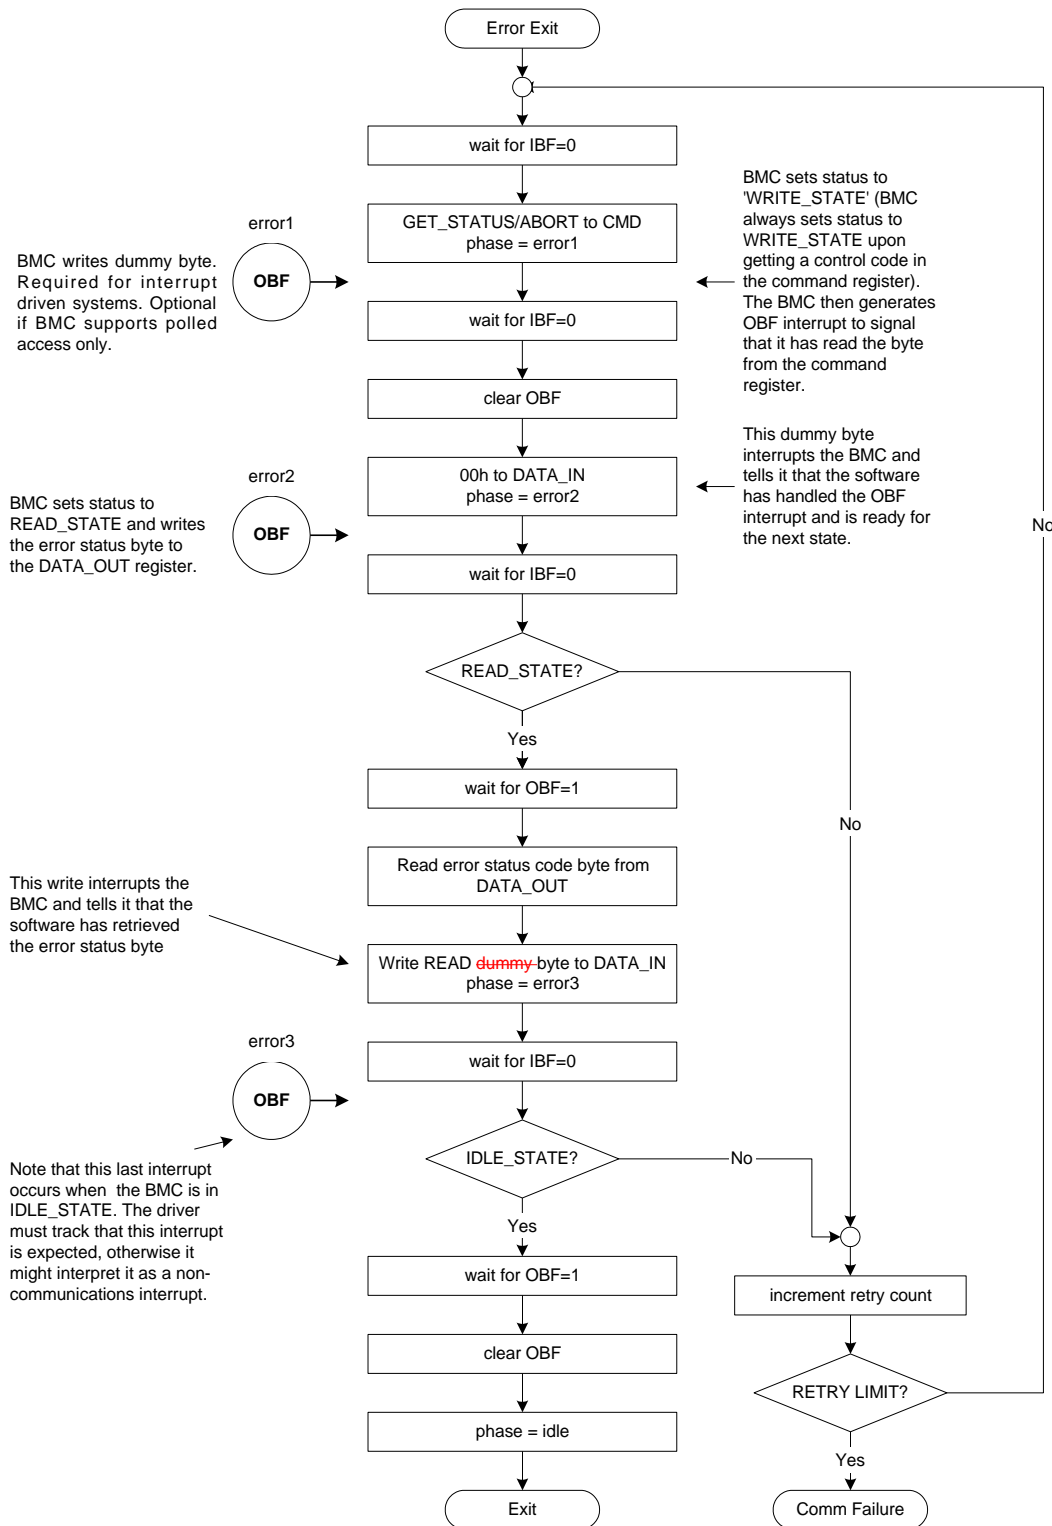 Error Exit
wait for IBF=0
BMC sets status to
'WRITE_STATE' (BMC
always sets status to
WRITE_STATE upon
getting a control code in
the command register).
The BMC then generates
OBF interrupt to signal
that it has read the byte
from the command
register.
GET_STATUS/ABORT to CMD
phase = error1
error1
OBF
BMC writes dummy byte.
Required for interrupt
driven systems. Optional
if BMC supports polled
access only.
wait for IBF=0
clear OBF
This dummy byte
interrupts the BMC and
tells it that the software
has handled the OBF
interrupt and is ready for
the next state.
00h to DATA_IN
phase = error2
error2
OBF
BMC sets status to
READ_STATE and writes
the error status byte to
the DATA_OUT register.
No
wait for IBF=0
READ_STATE?
Yes
No
wait for OBF=1
Read error status code byte from
DATA_OUT
This write interrupts the
BMC and tells it that the
software has retrieved
the error status byte
Write READ dummy byte to DATA_IN
phase = error3
error3
OBF
wait for IBF=0
IDLE_STATE?
No
Note that this last interrupt
occurs when the BMC is in
IDLE_STATE. The driver
must track that this interrupt
is expected, otherwise it
might interpret it as a non-
communications interrupt.
Yes
wait for OBF=1
increment retry count
clear OBF
RETRY LIMIT?
phase = idle
Yes
Exit
Comm Failure